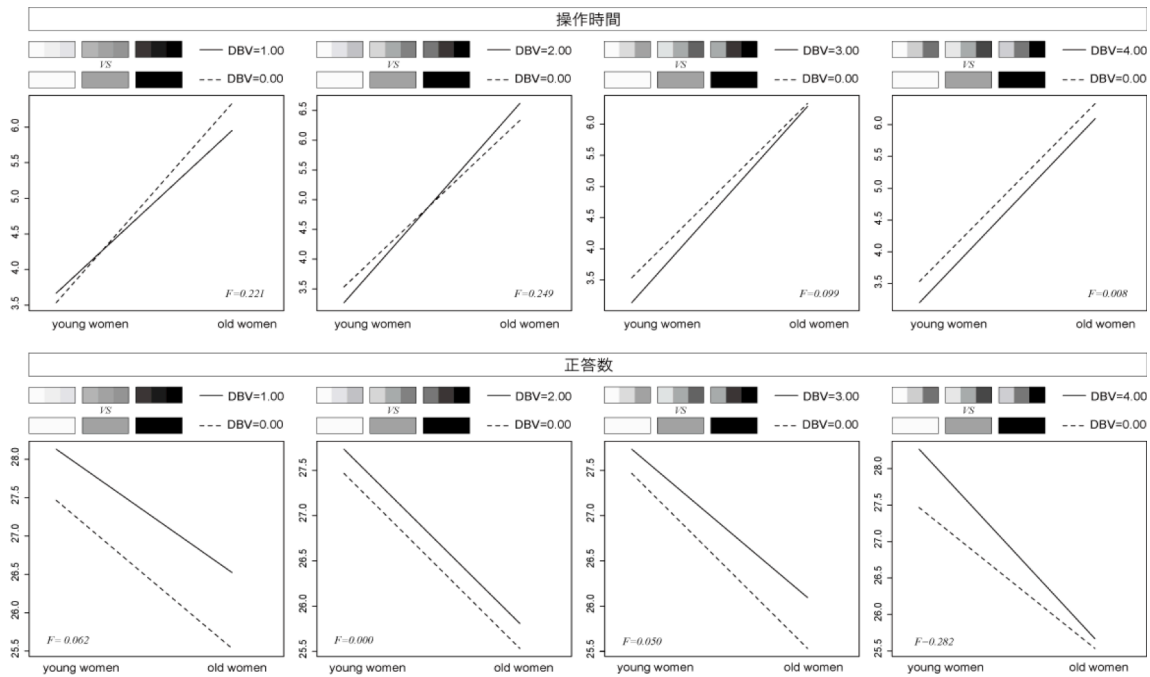 操作時間
DBV=1.00
VS
DBV=0.00
DBV=2.00
VS
DBV=0.00
DBV=3.00
VS
DBV=0.00
DBV=4.00
VS
DBV=0.00
6.0
5.5
5.0
4.5
4.0
3.5
F=0.221
young women old women
6.5
6.0
5.5
5.0
4.5
4.0
3.5
F=0.249
young women old women
6.0
5.5
5.0
4.5
4.0
3.5
F=0.099
young women old women
6.0
5.5
5.0
4.5
4.0
3.5
F=0.008
young women old women
正答数
DBV=1.00
VS
DBV=0.00
DBV=2.00
VS
DBV=0.00
DBV=3.00
VS
DBV=0.00
DBV=4.00
VS
DBV=0.00
28.0
27.5
27.0
26.5
26.0
25.5
F= 0.062
young women old women
27.5
27.0
26.5
26.0
25.5
F=0.000
young women old women
27.5
27.0
26.5
26.0
25.5
F=0.050
young women old women
28.0
27.5
27.0
26.5
26.0
25.5
F=0.282
young women old women